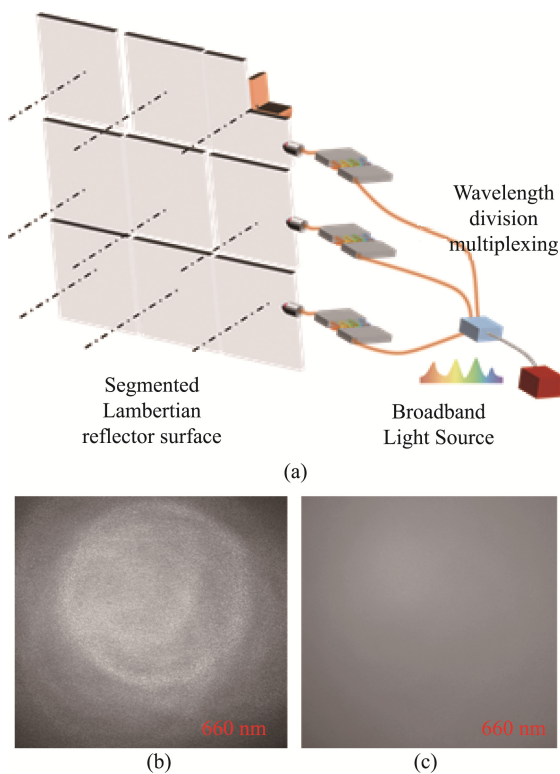 Wavelength
division
multiplexing
Segmented
Lambertian
reflector surface
Broadband
Light Source
(a)
660 nm
660 nm
(b)
(c)